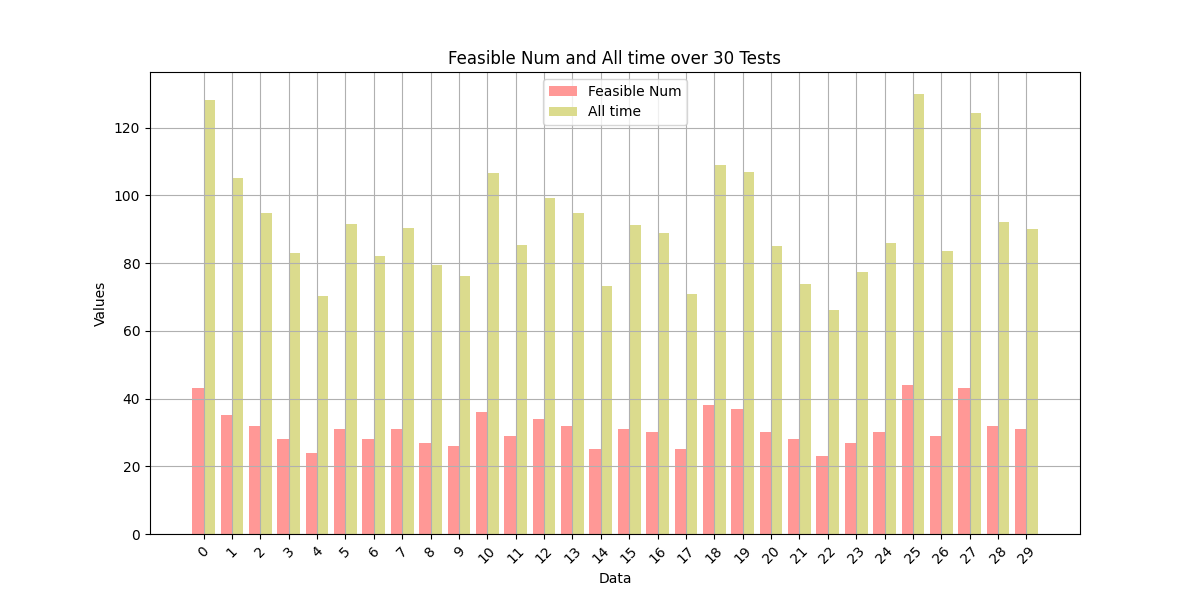 Feasible Num and All time over 30 Tests
Feasible Num
All time
Values
120
100
80
60
40
20
0
0 1 2 3 4 5 6 7 8 9 10 11 12 13 14 15 16 17 18 19 20 21 22 23 24 25 26 27 28 29
Data